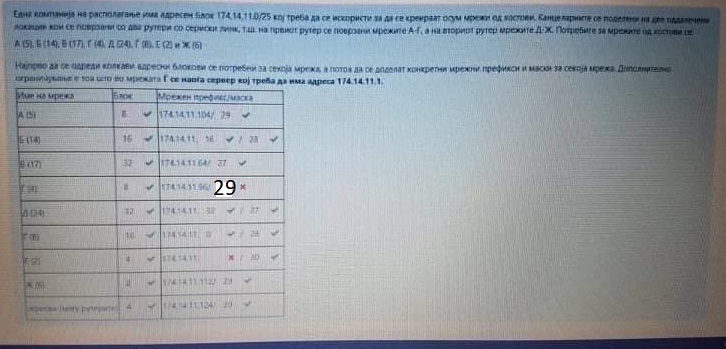 Една компанија на располагање има адресен блок 174.14.11.0/25 кој треба да се искористи за да се креираат осум мрежи од хостови. Канцелариите се поделени на две оддалечени
локации кои се поврзани со два рутери со сериски линк, т.ш. на првиот рутер се поврзани мрежите А-Г, а на вториот рутер мрежите Д-Ж. Потребите за мрежите од хостови се
А (5), Б (14), В (17), Г (4), Д (24), Ѓ (8), Е (2) и Ж (6)
Најпрво да се одреди колкави адресни блокови се потребни за секоја мрежа, а потоа да се доделат конкретни мрежни префикси и маски за секоја мрежа. Дополнително
ограничување е тоа што во мрежата Ѓ се наоѓа сервер кој треба да има адреса 174.14.11.1.
Име на мрежа Блок Мрежен префикс/маска
А (5) 8 ✔ 174.14.11.104/ 29 ✔
Б (14) 16 ✔ 174.14.11. 16 ✔ / 28 ✔
В (17) 32 ✔ 174.14.11.64/ 27 ✔
Г (4) 8 ✔ 174.14.11.96/ 29 ✖
Д (24) ✔ 174.14.11. 32 ✔ / 27 ✔
Ѓ (8) 16 ✔ 174.14.11. 0 ✔ / 28 ✔
Е (2) 4 ✔ 174.14.11. ✖ / 30 ✔
Ж (6) 8 ✔ 174.14.11.112/ 29 ✔
сериска (меѓу рутерите) 4 ✔ 174.14.11.124/ 30 ✔